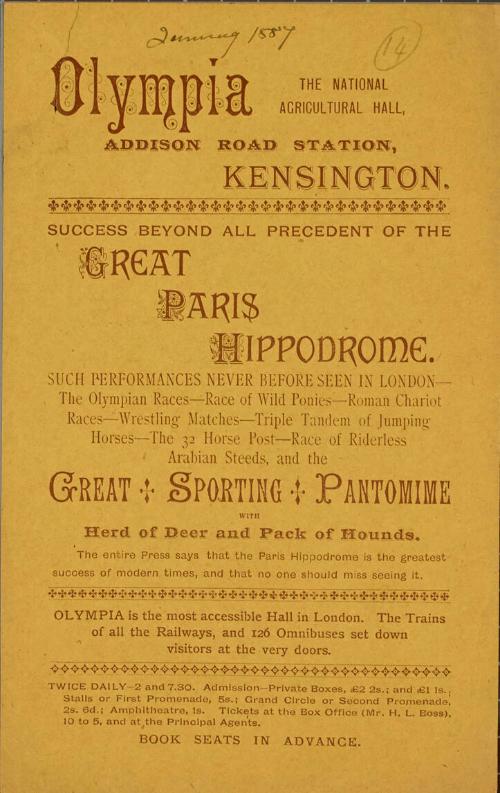 January 1887
14
Olympia
THE NATIONAL
AGRICULTURAL HALL,
ADDISON ROAD STATION,
KENSINGTON.
SUCCESS BEYOND ALL PRECEDENT OF THE
GREAT
PARIS
HIPPODROME.
SUCH PERFORMANCES NEVER BEFORE SEEN IN LONDON—
The Olympian Races—Race of Wild Ponies—Roman Chariot
Races—Wrestling Matches—Triple Tandem of Jumping
Horses—The 32 Horse Post—Race of Riderless
Arabian Steeds, and the
GREAT SPORTING PANTOMIME
WITH
Herd of Deer and Pack of Hounds.
The entire Press says that the Paris Hippodrome is the greatest
success of modern times, and that no one should miss seeing it.
OLYMPIA is the most accessible Hall in London. The Trains
of all the Railways, and 126 Omnibuses set down
visitors at the very doors.
TWICE DAILY—2 and 7.30. Admission—Private Boxes, £2 2s.; and £1 1s.;
Stalls or First Promenade, 5s.; Grand Circle or Second Promenade,
2s. 6d.; Amphitheatre, 1s. Tickets at the Box Office (Mr. H. L. Boss),
10 to 5, and at the Principal Agents.
BOOK SEATS IN ADVANCE.